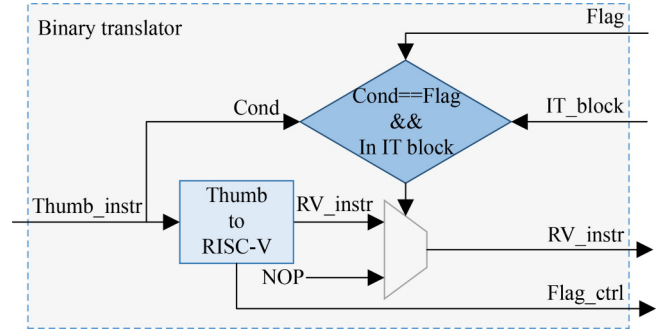 Flag
Binary translator
Cond
Cond==Flag
&&
In IT block
IT_block
Thumb_instr
Thumb
to
RISC-V
RV_instr
RV_instr
NOP
Flag_ctrl